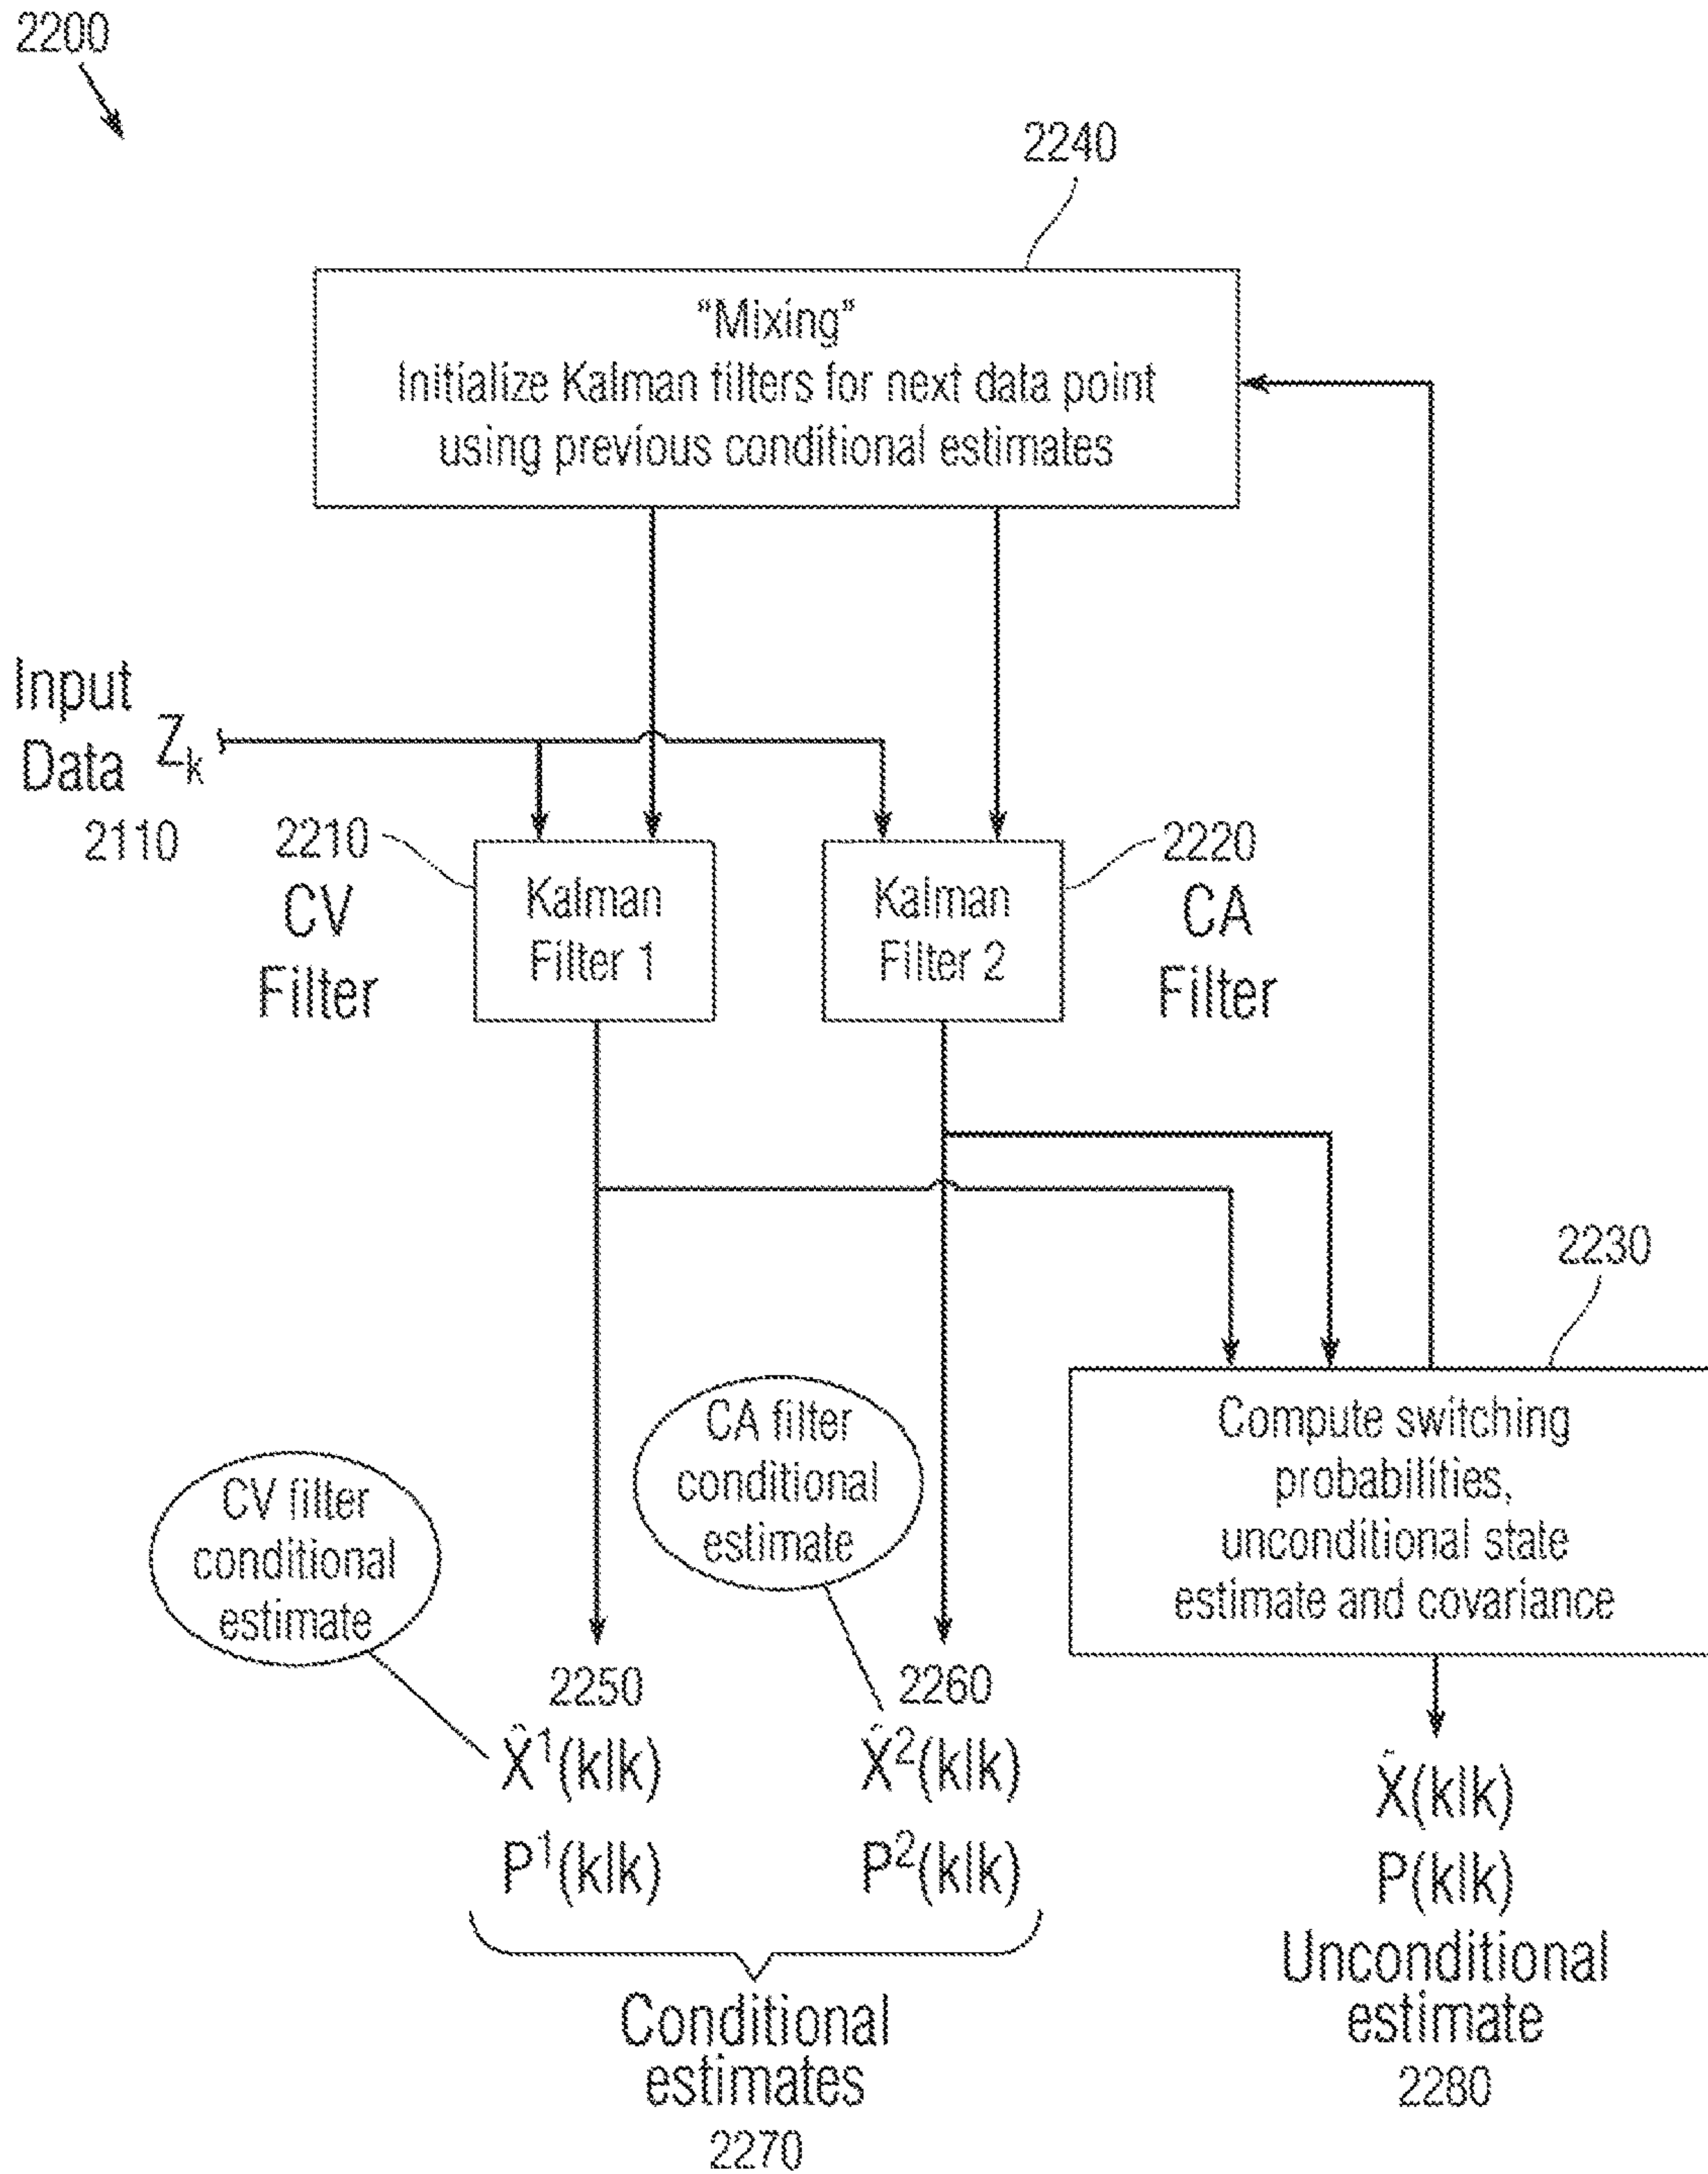 2200
2240
"Mixing"
Initialize Kalman filters for next data point
using previous conditional estimates
Input
Data Zk
2110
2210
CV
Filter
Kalman
Filter 1
Kalman
Filter 2
2220
CA
Filter
2230
Compute switching
probabilities,
unconditional state
estimate and covariance
CA filter
conditional
estimate
CV filter
conditional
estimate
2250
X̂¹(k|k)
P¹(k|k)
2260
X̂²(k|k)
P²(k|k)
Conditional
estimates
2270
X̂(k|k)
P(k|k)
Unconditional
estimate
2280